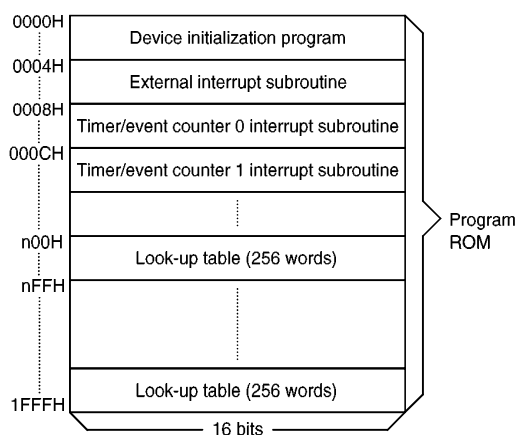 0000H
Device initialization program
0004H
External interrupt subroutine
0008H
Timer/event counter 0 interrupt subroutine
000CH
Timer/event counter 1 interrupt subroutine
n00H
Look-up table (256 words)
nFFH
Program
ROM
Look-up table (256 words)
1FFFH
16 bits